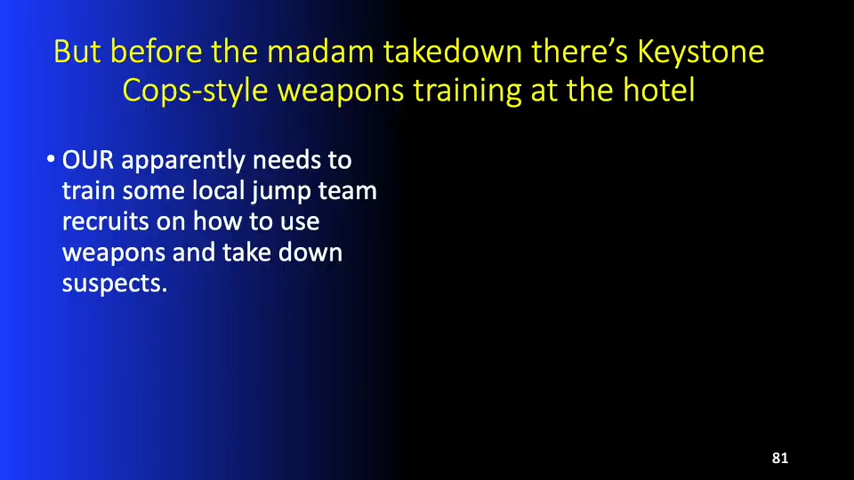 But before the madam takedown there’s Keystone
Cops-style weapons training at the hotel
• OUR apparently needs to
train some local jump team
recruits on how to use
weapons and take down
suspects.
81